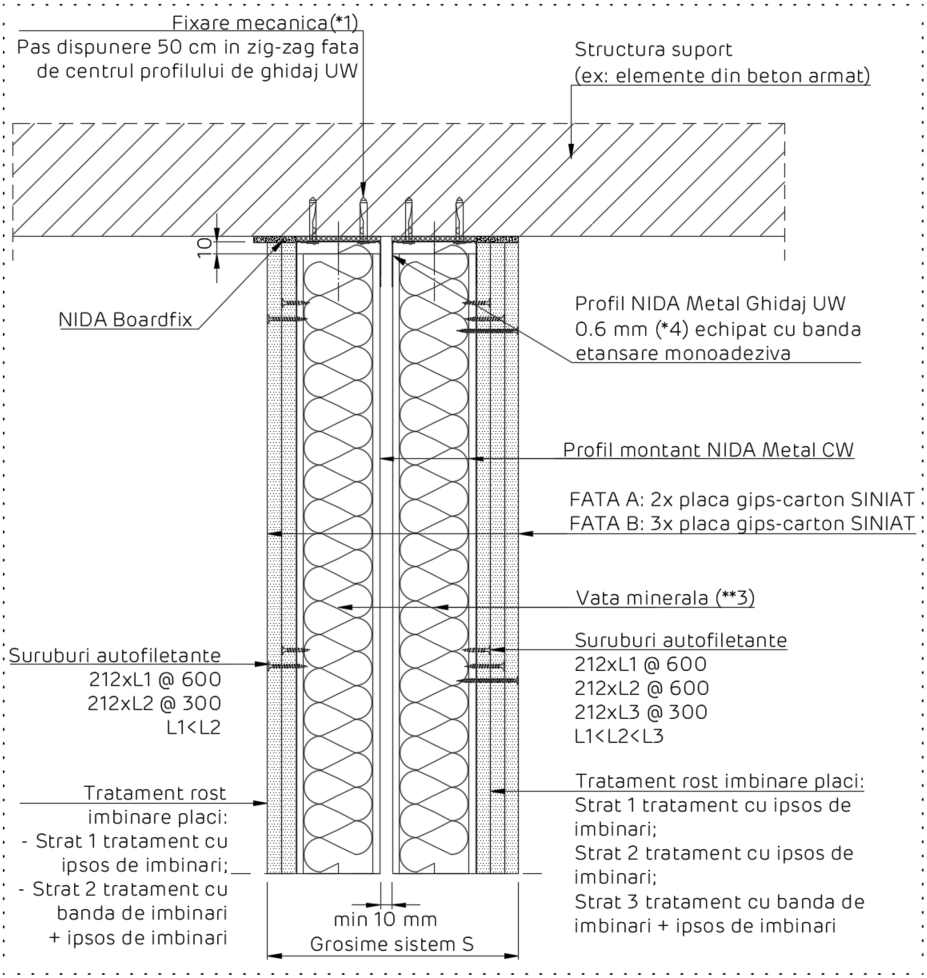 Fixare mecanica(*1)
Pas dispunere 50 cm in zig-zag fata
de centrul profilului de ghidaj UW
Structura suport
(ex: elemente din beton armat)
10
NIDA Boardfix
Profil NIDA Metal Ghidaj UW
0.6 mm (*4) echipat cu banda
etansare monoadeziva
Profil montant NIDA Metal CW
FATA A: 2x placa gips-carton SINIAT
FATA B: 3x placa gips-carton SINIAT
Vata minerala (**3)
Suruburi autofiletante
212xL1 @ 600
212xL2 @ 300
L1<L2
Suruburi autofiletante
212xL1 @ 600
212xL2 @ 600
212xL3 @ 300
L1<L2<L3
Tratament rost
imbinare placi:
- Strat 1 tratament cu
ipsos de imbinari;
- Strat 2 tratament cu
banda de imbinari
+ ipsos de imbinari
Tratament rost imbinare placi:
Strat 1 tratament cu ipsos de
imbinari;
Strat 2 tratament cu ipsos de
imbinari;
Strat 3 tratament cu banda de
imbinari + ipsos de imbinari
min 10 mm
Grosime sistem S